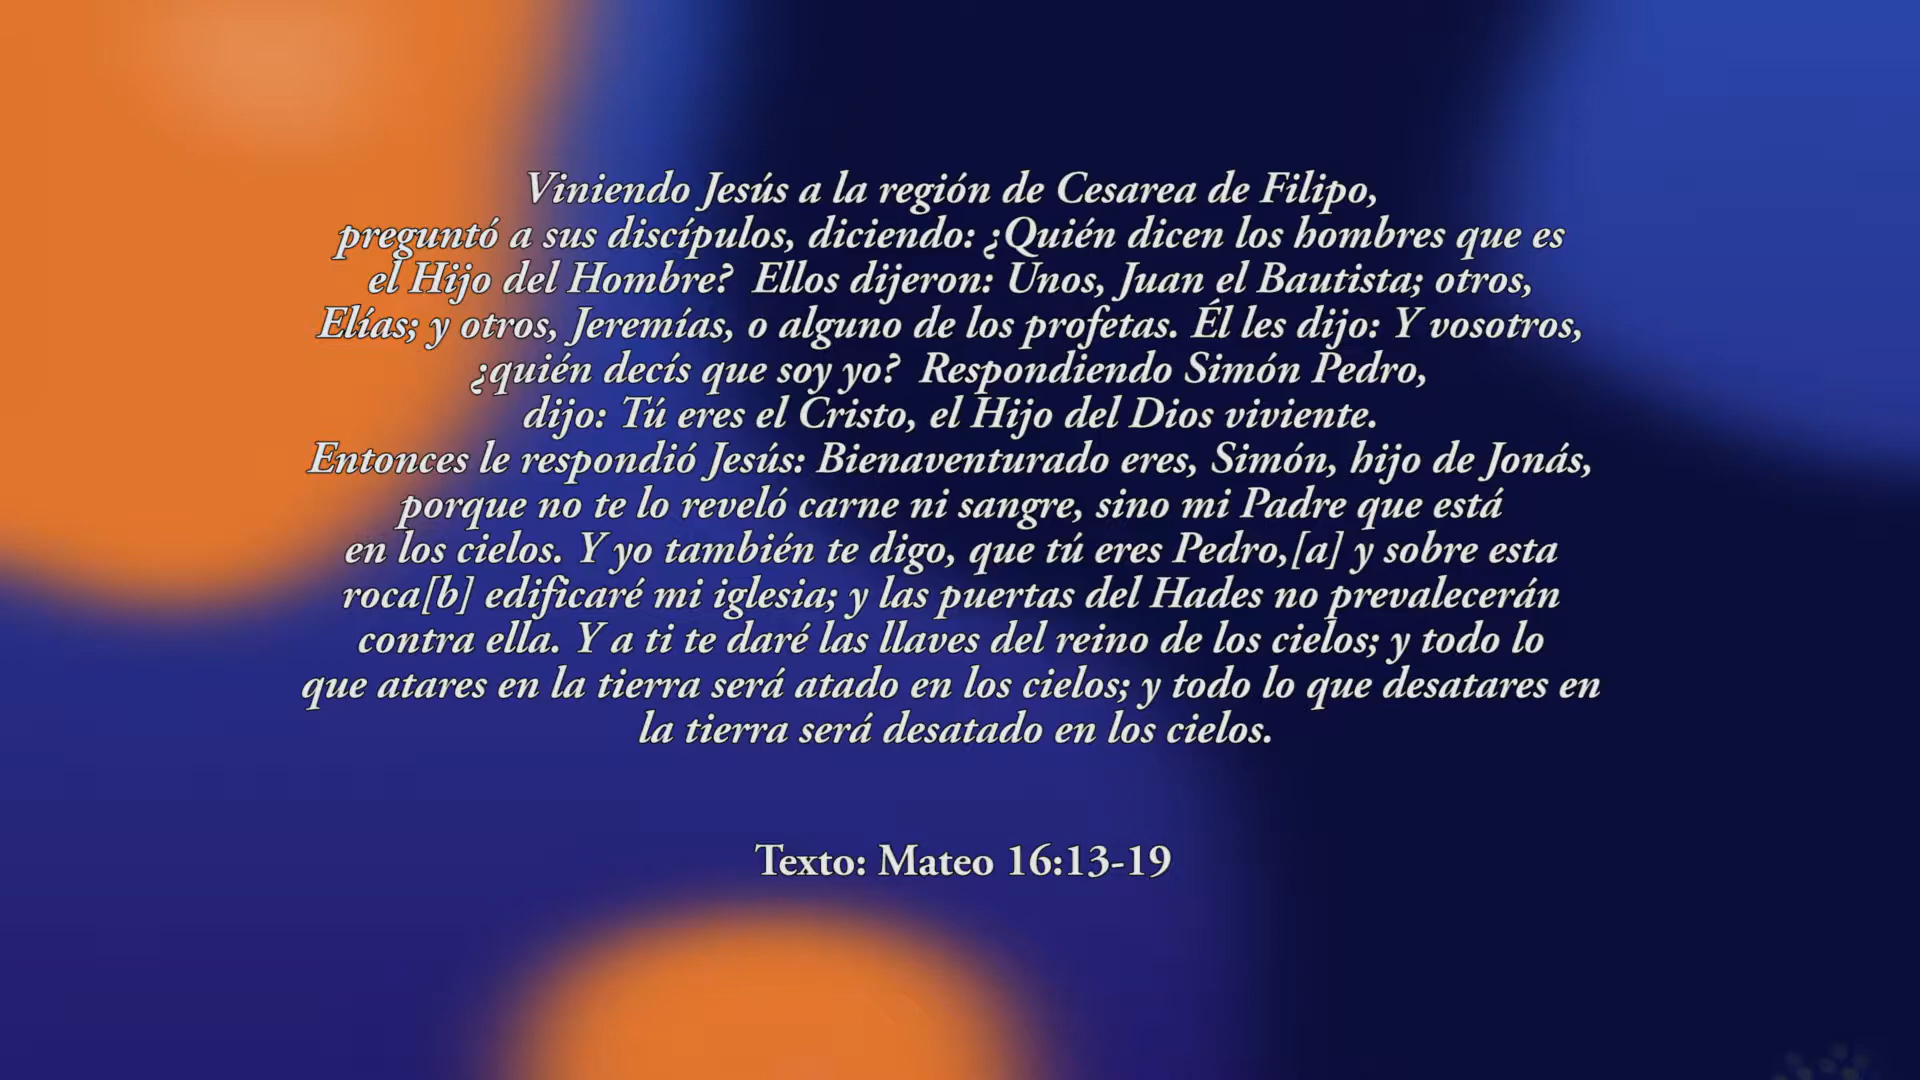 Viniendo Jesús a la región de Cesarea de Filipo,
preguntó a sus discípulos, diciendo: ¿Quién dicen los hombres que es
el Hijo del Hombre?  Ellos dijeron: Unos, Juan el Bautista; otros,
Elías; y otros, Jeremías, o alguno de los profetas. Él les dijo: Y vosotros,
¿quién decís que soy yo?  Respondiendo Simón Pedro,
dijo: Tú eres el Cristo, el Hijo del Dios viviente.
Entonces le respondió Jesús: Bienaventurado eres, Simón, hijo de Jonás,
porque no te lo reveló carne ni sangre, sino mi Padre que está
en los cielos. Y yo también te digo, que tú eres Pedro,[a] y sobre esta
roca[b] edificaré mi iglesia; y las puertas del Hades no prevalecerán
contra ella. Y a ti te daré las llaves del reino de los cielos; y todo lo
que atares en la tierra será atado en los cielos; y todo lo que desatares en
la tierra será desatado en los cielos.
Texto: Mateo 16:13-19